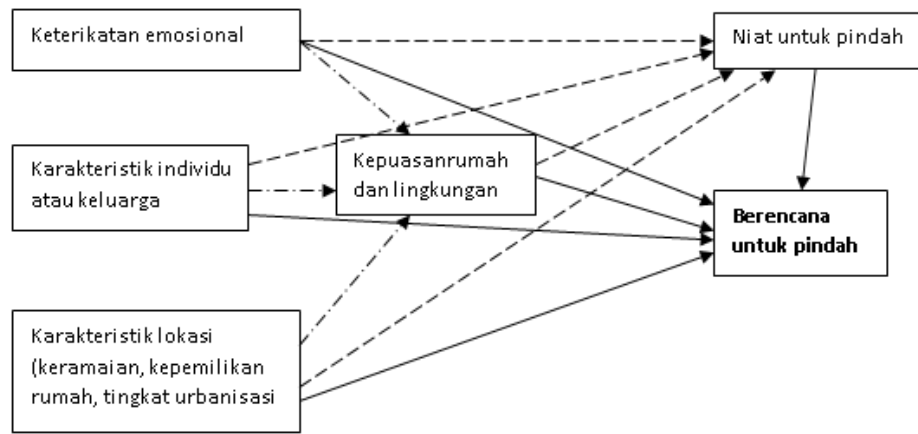 Keterikatan emosional
Niat untuk pindah
Karakteristik individu
atau keluarga
Kepuasanrumah
dan lingkungan
Berencana
untuk pindah
Karakteristik lokasi
(keramaian, kepemilikan
rumah, tingkat urbanisasi